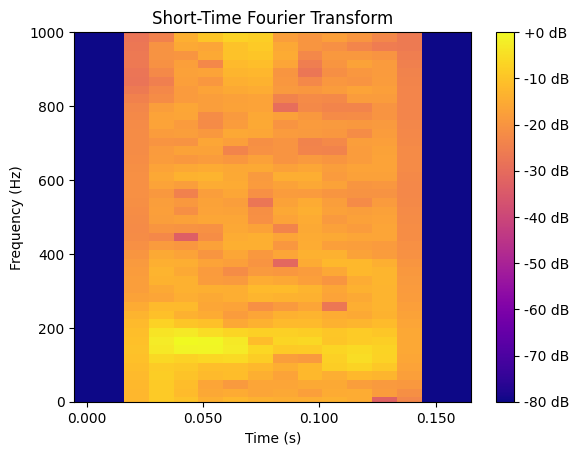 Short-Time Fourier Transform
1000
800
600
400
200
0
Frequency (Hz)
0.000
0.050
0.100
0.150
Time (s)
+0 dB
-10 dB
-20 dB
-30 dB
-40 dB
-50 dB
-60 dB
-70 dB
-80 dB